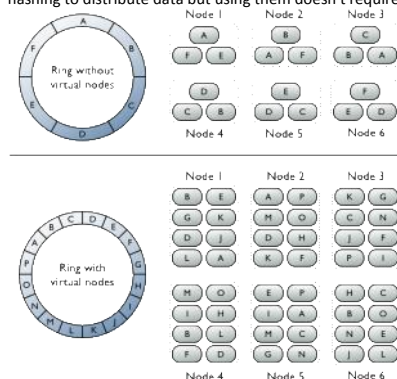 hashing to distribute data but using them doesn't require
Node 1 Node 2 Node 3
A B C
F E A F B A
D E F
C B D C E D
Node 4 Node 5 Node 6
A
F B
Ring without
virtual nodes
E C
D
Node 1 Node 2 Node 3
B E A P K G
G K M O C N
D J D H J F
L A K F P I
M O E P H C
I H I A B O
B L M C N E
F D G N J L
Node 4 Node 5 Node 6
A B C D E F G H I J K L M N O P
Ring with
virtual nodes